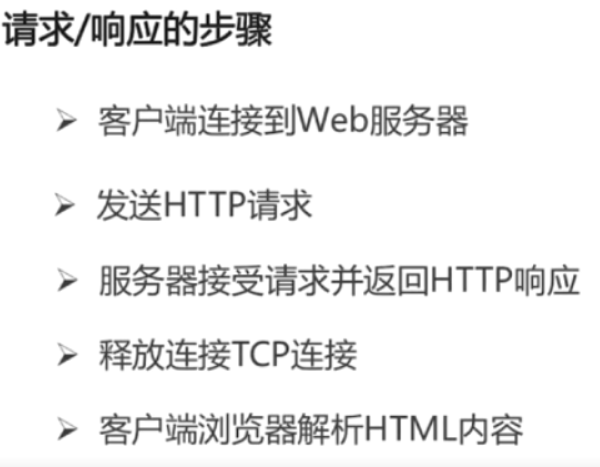 请求/响应的步骤
客户端连接到Web服务器
发送HTTP请求
服务器接受请求并返回HTTP响应
释放连接TCP连接
客户端浏览器解析HTML内容